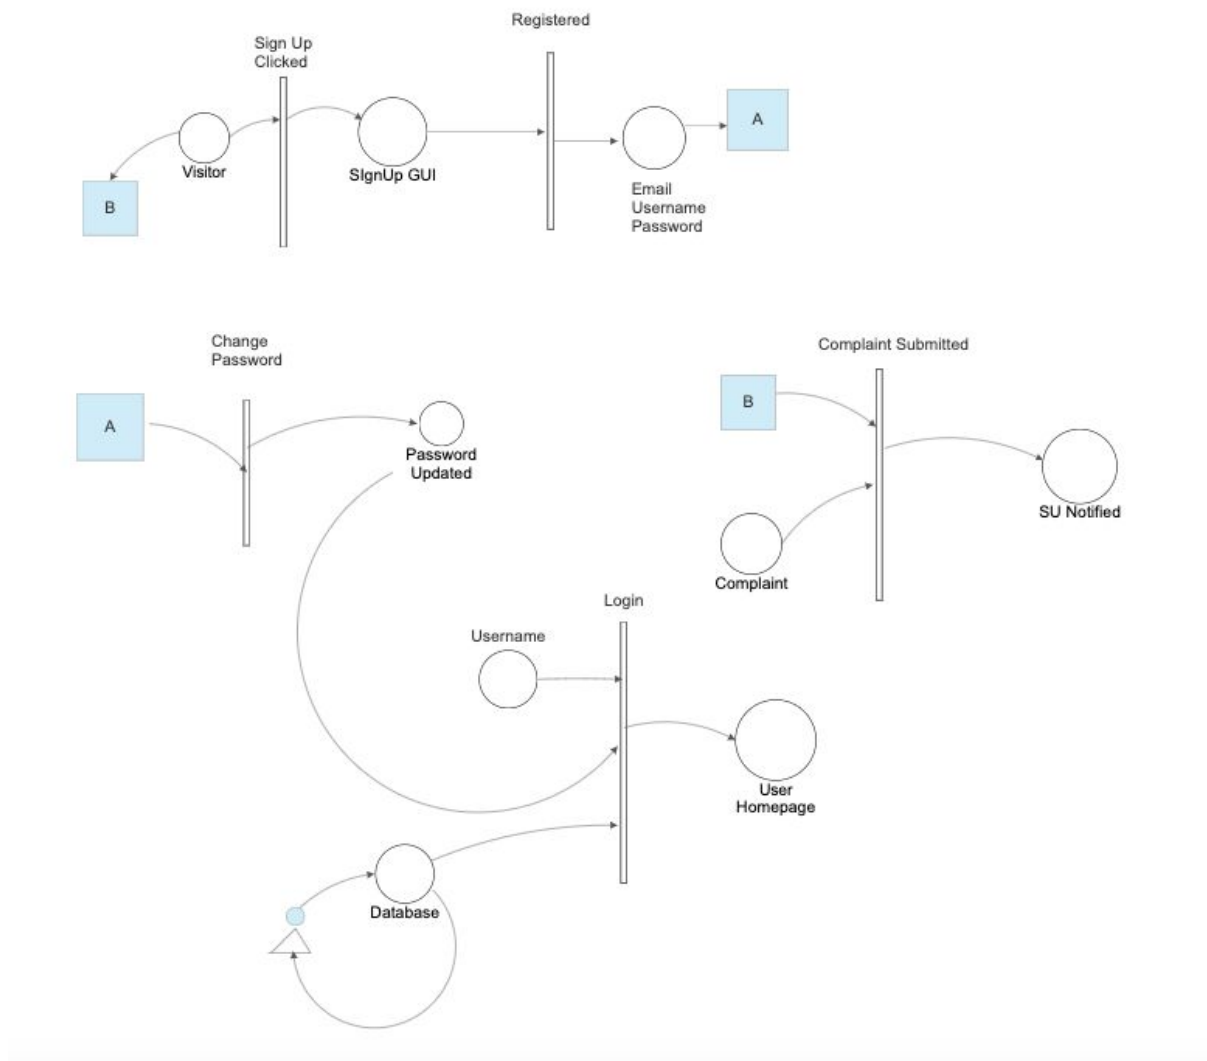 Registered
Sign Up
Clicked
A
Visitor
SIgnUp GUI
B
Email
Username
Password
Change
Password
Complaint Submitted
A
B
Password
Updated
SU Notified
Complaint
Login
Username
User
Homepage
Database